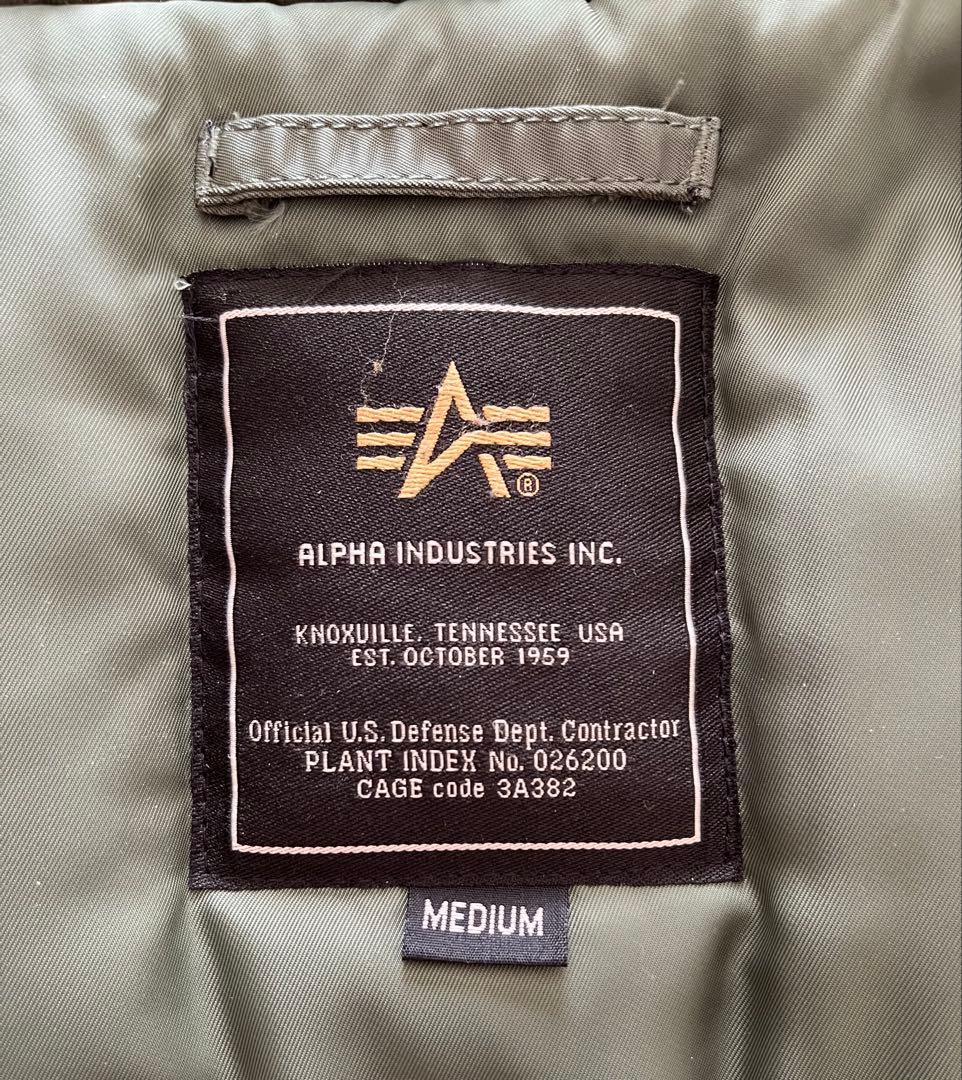 ®
ALPHA INDUSTRIES INC.
KNOXVILLE, TENNESSEE USA
EST. OCTOBER 1959
Official U.S. Defense Dept. Contractor
PLANT INDEX No. 026200
CAGE code 3A382
MEDIUM